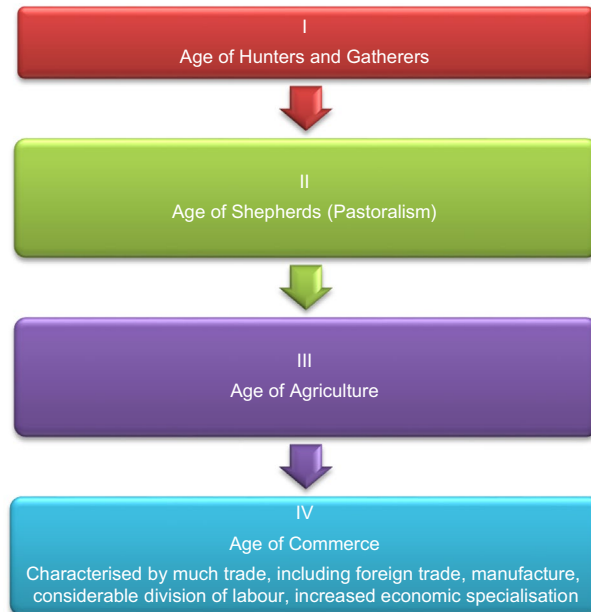 I
Age of Hunters and Gatherers
II
Age of Shepherds (Pastoralism)
III
Age of Agriculture
IV
Age of Commerce
Characterised by much trade, including foreign trade, manufacture,
considerable division of labour, increased economic specialisation